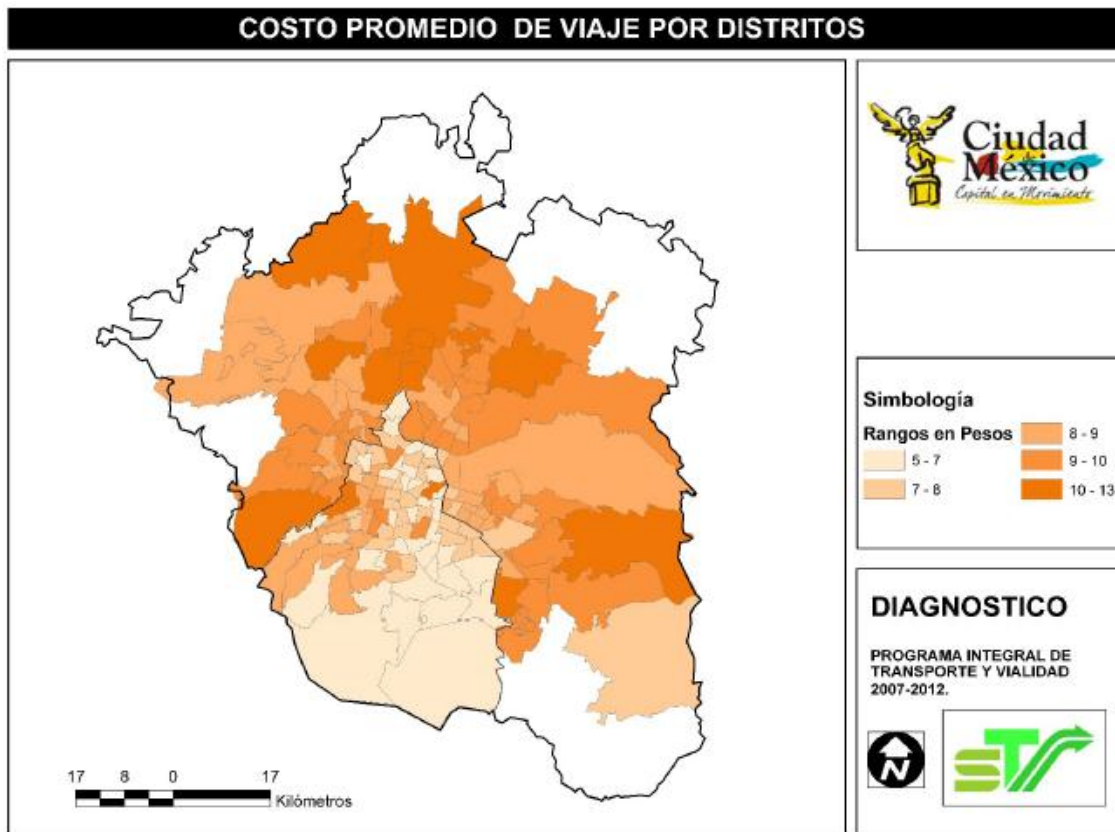 COSTO PROMEDIO DE VIAJE POR DISTRITOS
Ciudad
de
México
Capital en Movimiento
Simbología
Rangos en Pesos
5 - 7
7 - 8
8 - 9
9 - 10
10 - 13
DIAGNOSTICO
PROGRAMA INTEGRAL DE
TRANSPORTE Y VIALIDAD
2007-2012.
N
STV
17 8 0 17
Kilómetros